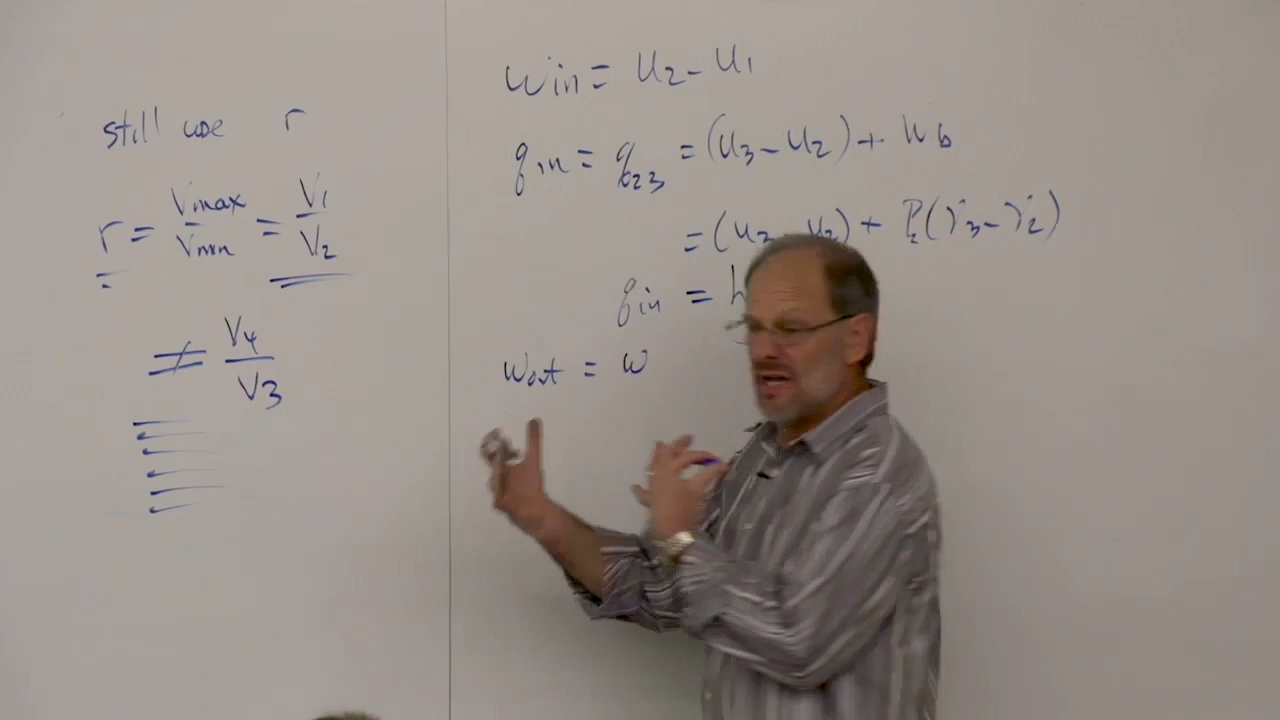 still use r
r = Vmax/Vmin = V1/V2
≠ V4/V3
win = u2 - u1
qin = q23 = (u3 - u2) + wb
= (u3 - u2) + P2(v3 - v2)
qin = h
wout = w